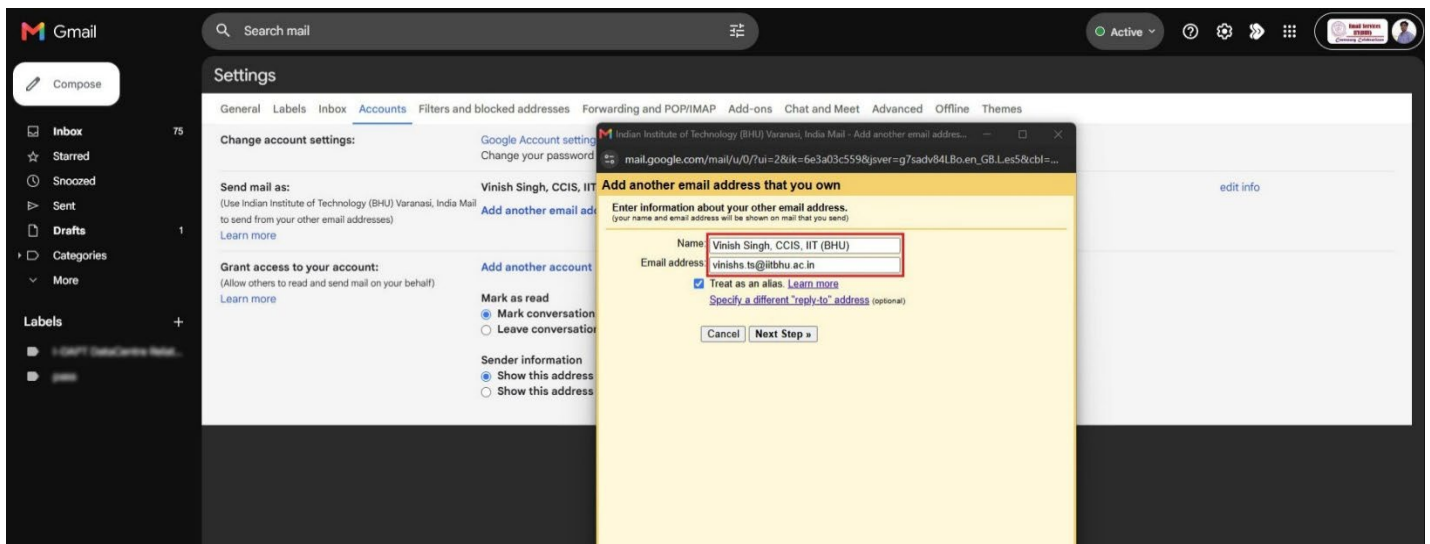 Gmail
Search mail
Active
Compose
Inbox 75
Starred
Snoozed
Sent
Drafts 1
Categories
More
Labels +
Settings
General Labels Inbox Accounts Filters and blocked addresses Forwarding and POP/IMAP Add-ons Chat and Meet Advanced Offline Themes
Change account settings:
Google Account setting
Change your password
Send mail as:
(Use Indian Institute of Technology (BHU) Varanasi, India Mail
to send from your other email addresses)
Learn more
Vinish Singh, CCIS, IIT
Add another email add
edit info
Grant access to your account:
(Allow others to read and send mail on your behalf)
Learn more
Add another account
Mark as read
Mark conversation
Leave conversation
Sender information
Show this address
Show this address
Indian Institute of Technology (BHU) Varanasi, India Mail - Add another email addres...
mail.google.com/mail/u/0/?ui=2&ik=6e3a03c559&jsver=g7sadv84LBo.en_GB.L.es5&cbl=...
Add another email address that you own
Enter information about your other email address.
(your name and email address will be shown on mail that you send)
Name: Vinish Singh, CCIS, IIT (BHU)
Email address: vinishs.ts@iitbhu.ac.in
Treat as an alias. Learn more
Specify a different "reply-to" address (optional)
Cancel Next Step »